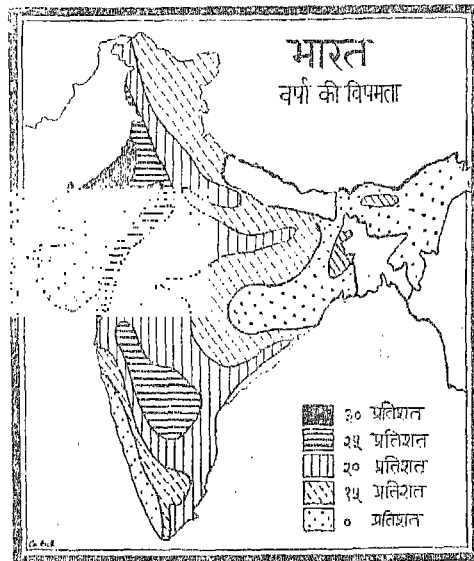 भारत
वर्षा की विषमता
३० प्रतिशत
२५ प्रतिशत
२० प्रतिशत
१५ प्रतिशत
० प्रतिशत